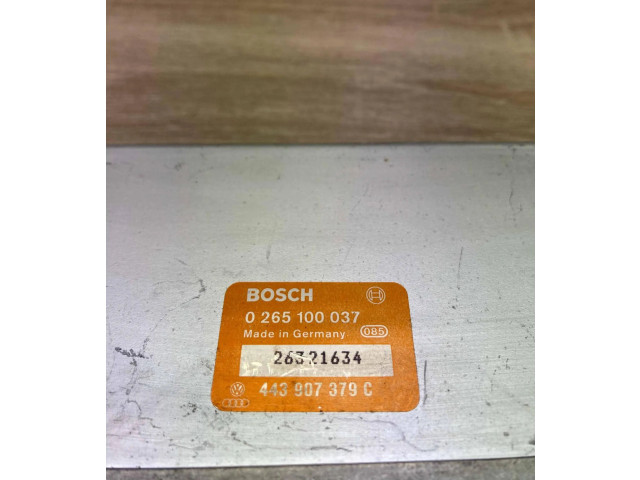 BOSCH
0 265 100 037
Made in Germany 085
26321634
443 907 379 C